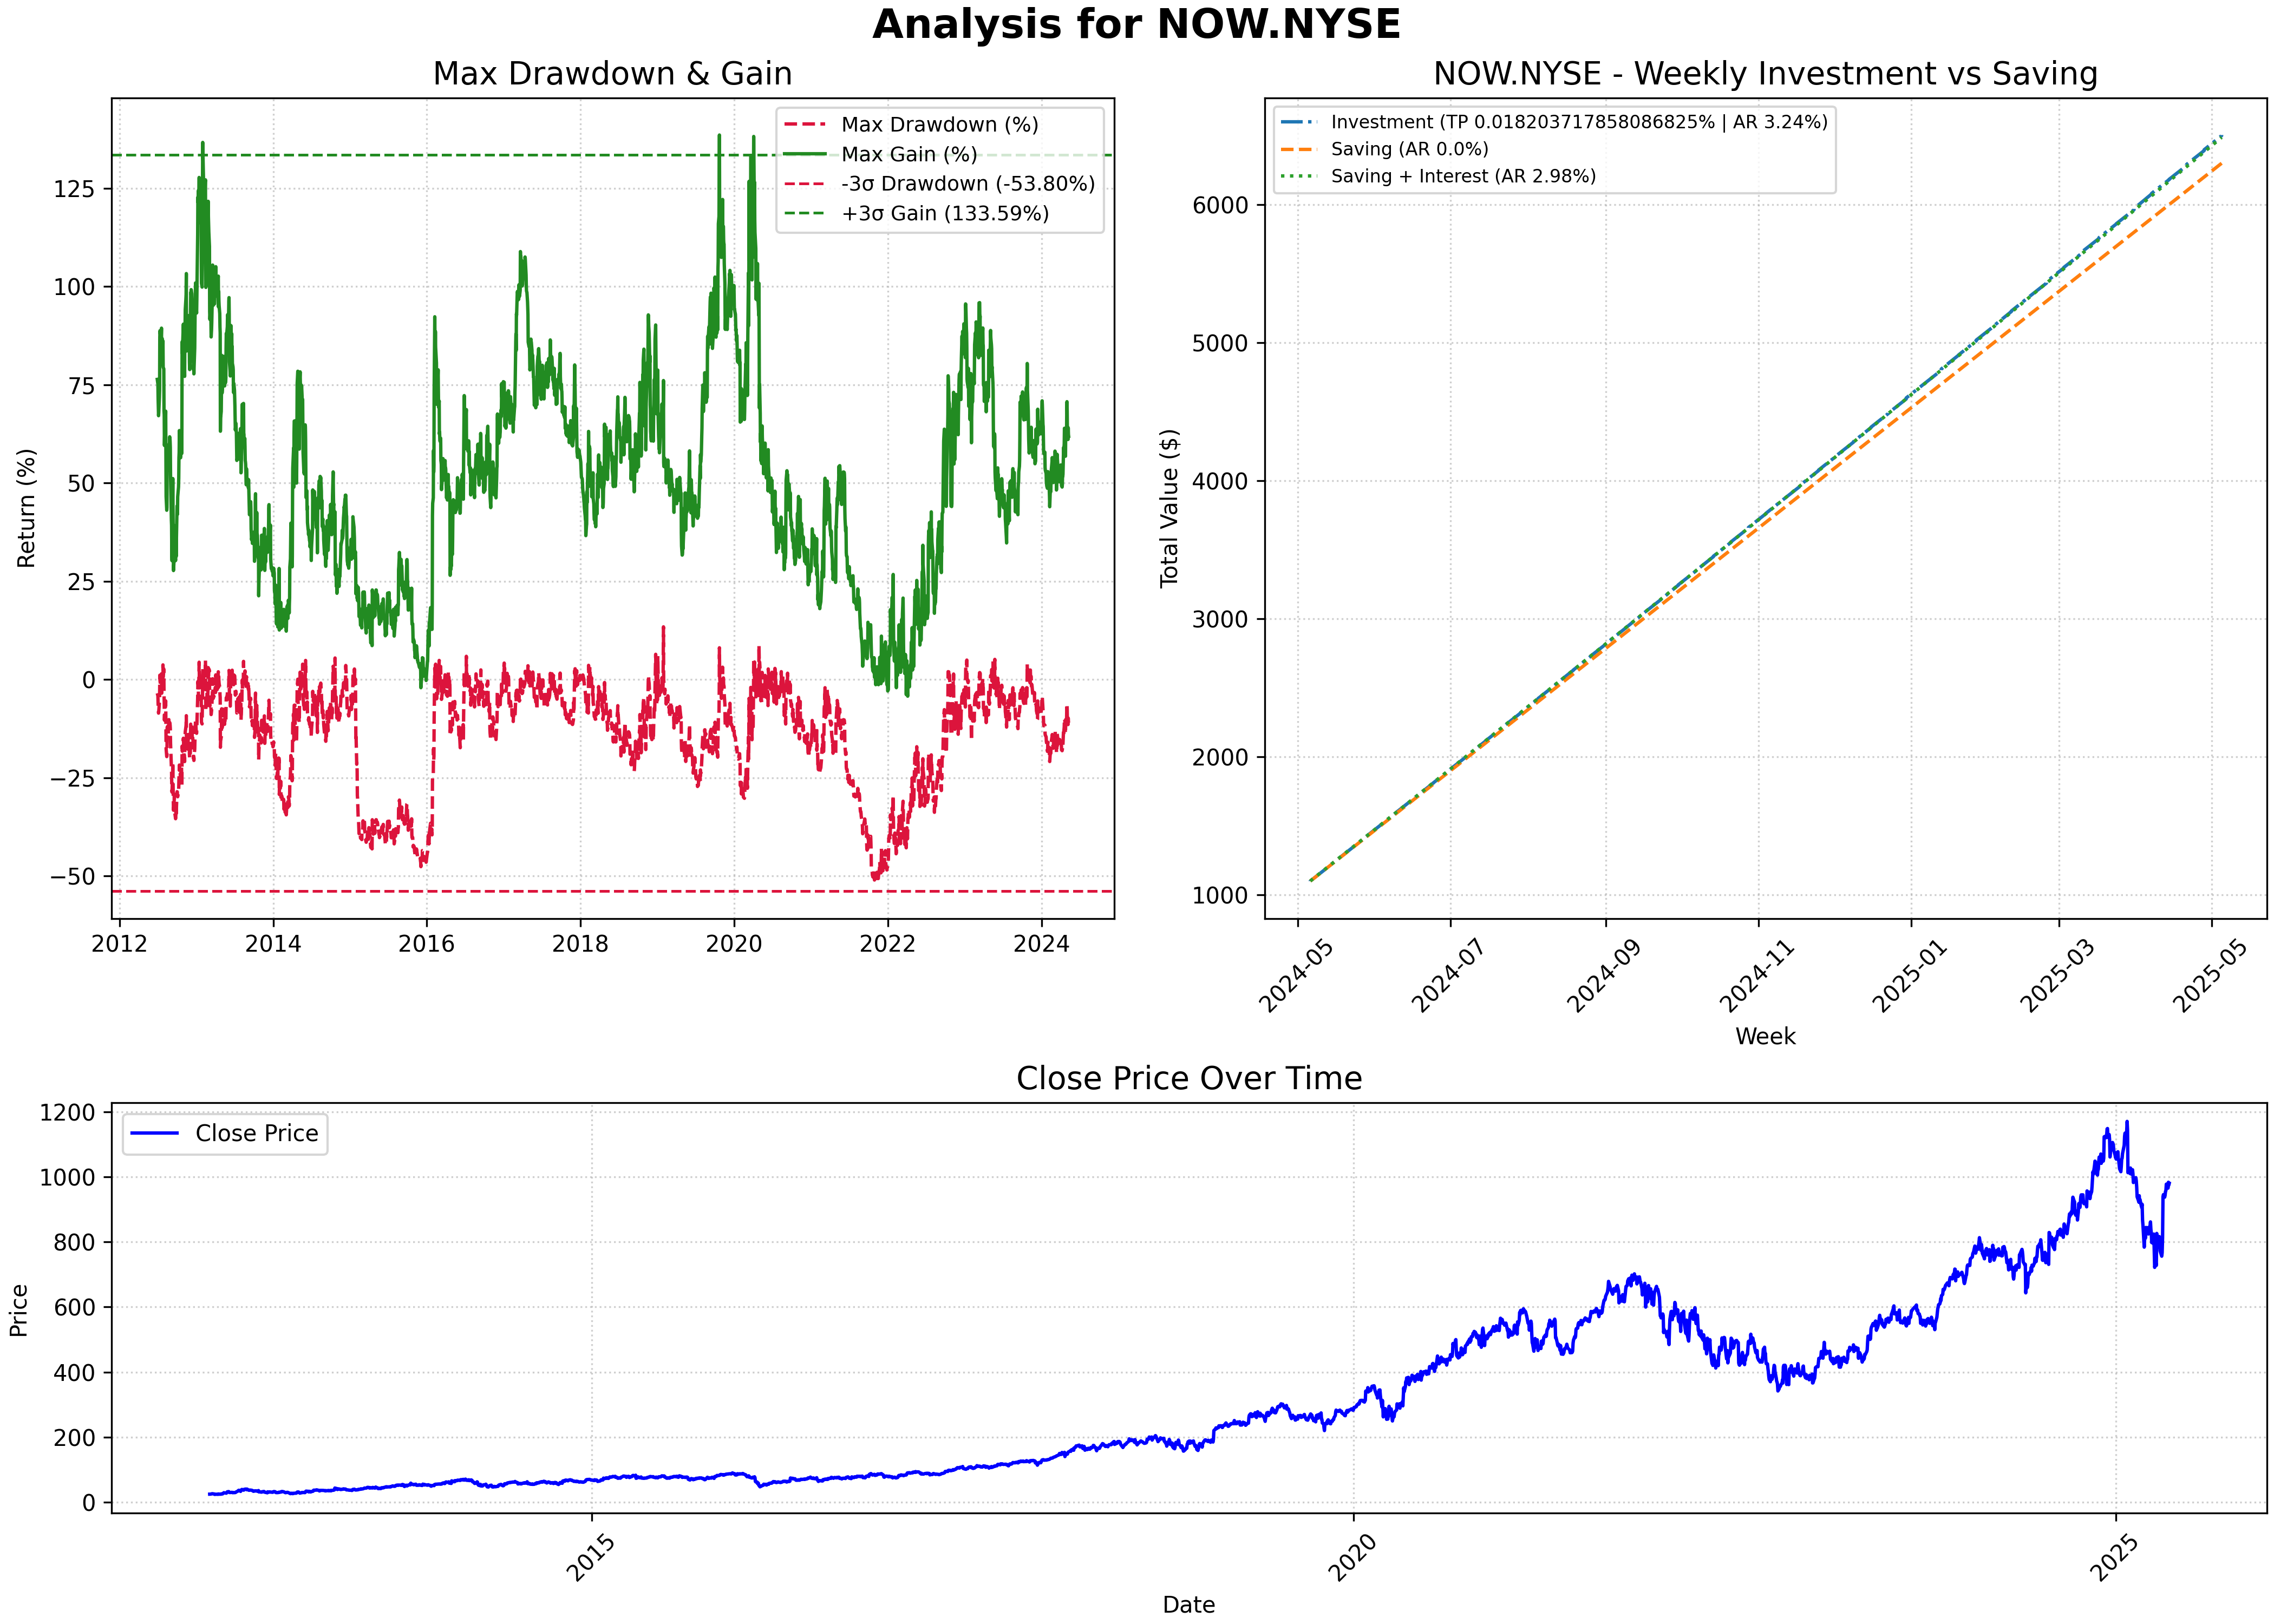 Analysis for NOW.NYSE
Max Drawdown & Gain
Max Drawdown (%)
Max Gain (%)
-3σ Drawdown (-53.80%)
+3σ Gain (133.59%)
Return (%)
125
100
75
50
25
0
−25
−50
2012
2014
2016
2018
2020
2022
2024
NOW.NYSE - Weekly Investment vs Saving
Investment (TP 0.018203717858086825% | AR 3.24%)
Saving (AR 0.0%)
Saving + Interest (AR 2.98%)
Total Value ($)
6000
5000
4000
3000
2000
1000
2024-05
2024-07
2024-09
2024-11
2025-01
2025-03
2025-05
Week
Close Price Over Time
Close Price
Price
1200
1000
800
600
400
200
0
2015
2020
2025
Date